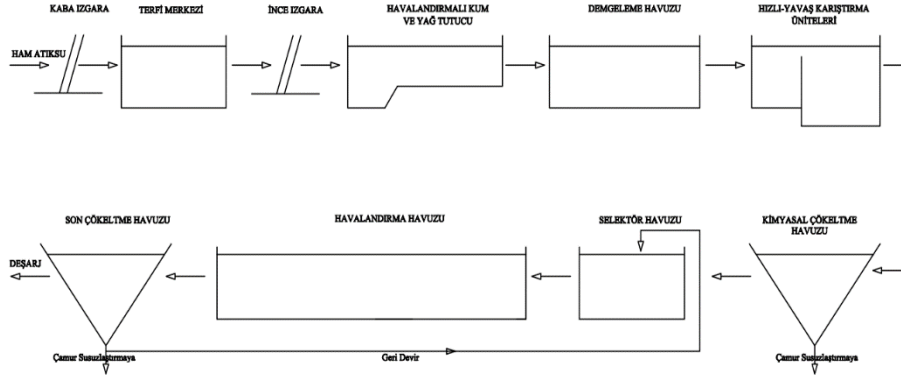 KABA IZGARA
TERFİ MERKEZİ
İNCE IZGARA
HAVALANDIRMALI KUM
VE YAĞ TUTUCU
DEMGELEME HAVUZU
HIZLI-YAVAŞ KARIŞTIRMA
ÜNİTELERİ
HAM ATIKSU
SON ÇÖKELTME HAVUZU
HAVALANDIRMA HAVUZU
SELEKTÖR HAVUZU
KİMYASAL ÇÖKELTME
HAVUZU
DEŞARJ
Çamur Susuzlaştırmaya
Geri Devir
Çamur Susuzlaştırmaya